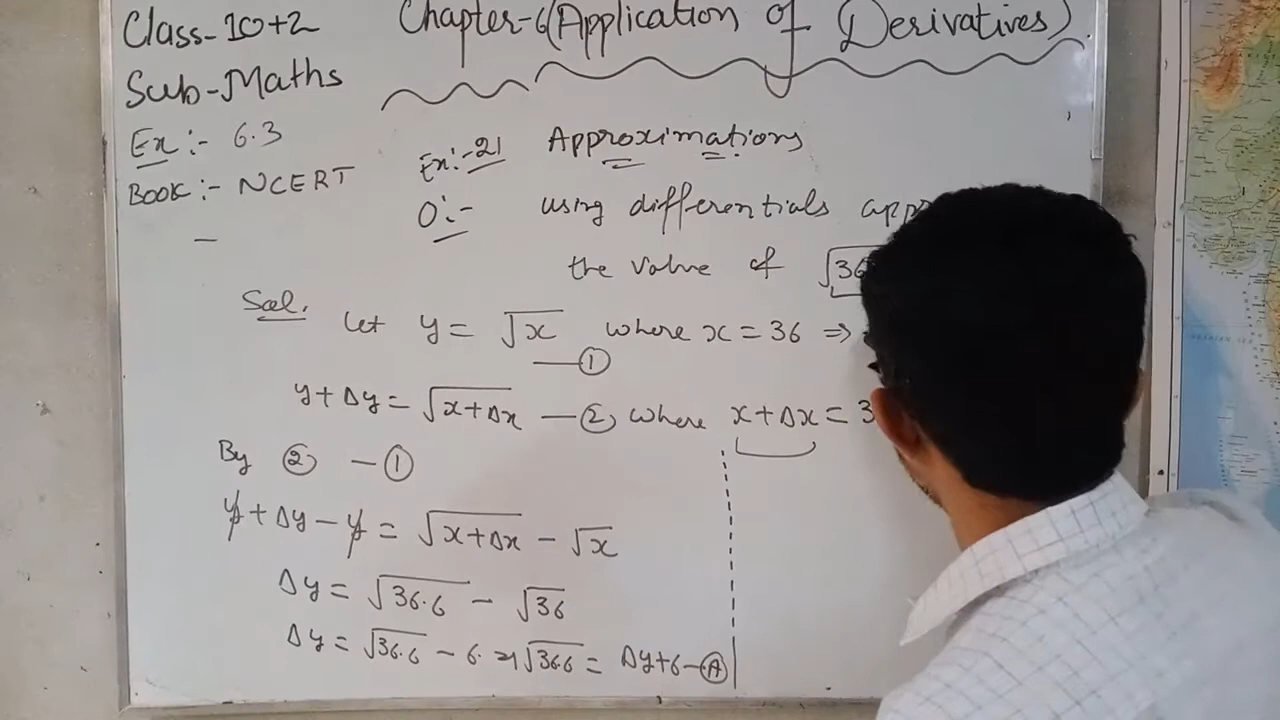 Class-10+2
Chapter-6(Application of Derivatives)
Sub-Maths
Ex:- 6.3
BOOK:- NCERT
Ex:-21 Approximations
Q:- using differentials
the value of √36
Sol.
let y = √x where x = 36 ⇒
—①
y+Δy = √x+Δx —② where x+Δx = 3
By ② —①
y+Δy-y = √x+Δx - √x
Δy = √36.6 - √36
Δy = √36.6 - 6. √36.6 = Δy+6-Ⓐ